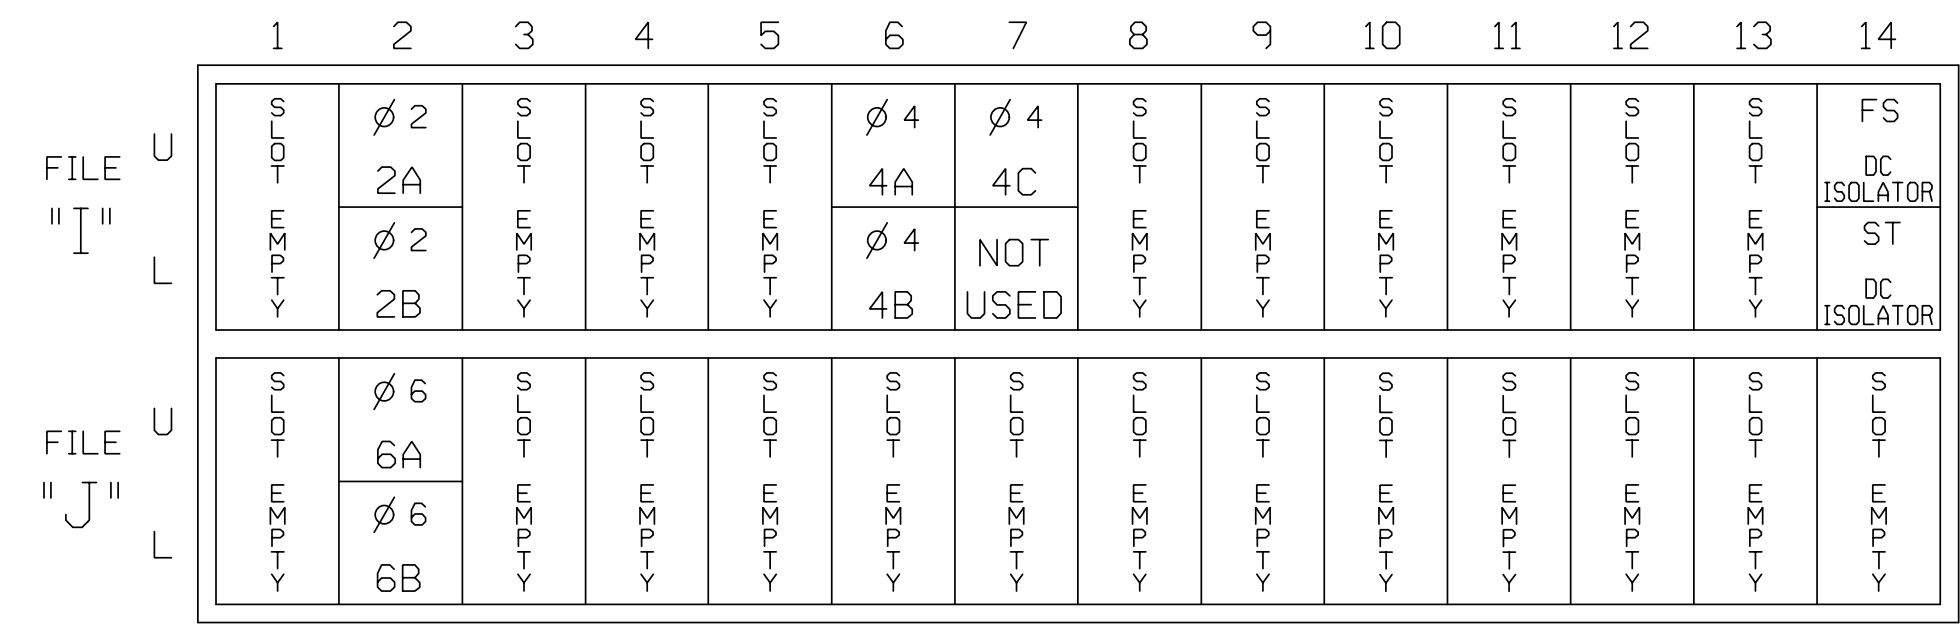 1 2 3 4 5 6 7 8 9 10 11 12 13 14
FILE "I"
U
L
SLOT EMPTY
Ø 2
2A
Ø 2
2B
SLOT EMPTY
SLOT EMPTY
SLOT EMPTY
Ø 4
4A
Ø 4
4B
Ø 4
4C
NOT
USED
SLOT EMPTY
SLOT EMPTY
SLOT EMPTY
SLOT EMPTY
SLOT EMPTY
SLOT EMPTY
FS
DC
ISOLATOR
ST
DC
ISOLATOR
FILE "J"
U
L
SLOT EMPTY
Ø 6
6A
Ø 6
6B
SLOT EMPTY
SLOT EMPTY
SLOT EMPTY
SLOT EMPTY
SLOT EMPTY
SLOT EMPTY
SLOT EMPTY
SLOT EMPTY
SLOT EMPTY
SLOT EMPTY
SLOT EMPTY
SLOT EMPTY